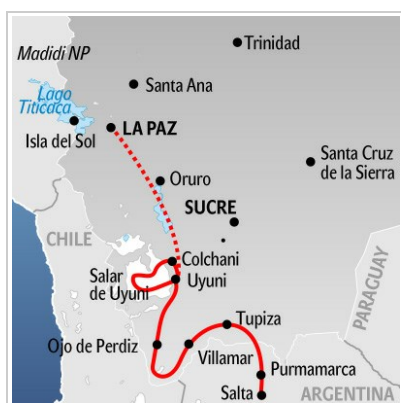 Trinidad
Madidi NP
Santa Ana
Lago
Titicaca
LA PAZ
Isla del Sol
Santa Cruz
de la Sierra
Oruro
SUCRE
CHILE
PARAGUAY
Colchani
Salar
de Uyuni
Uyuni
Tupiza
Ojo de Perdiz
Villamar
Purmamarca
Salta
ARGENTINA